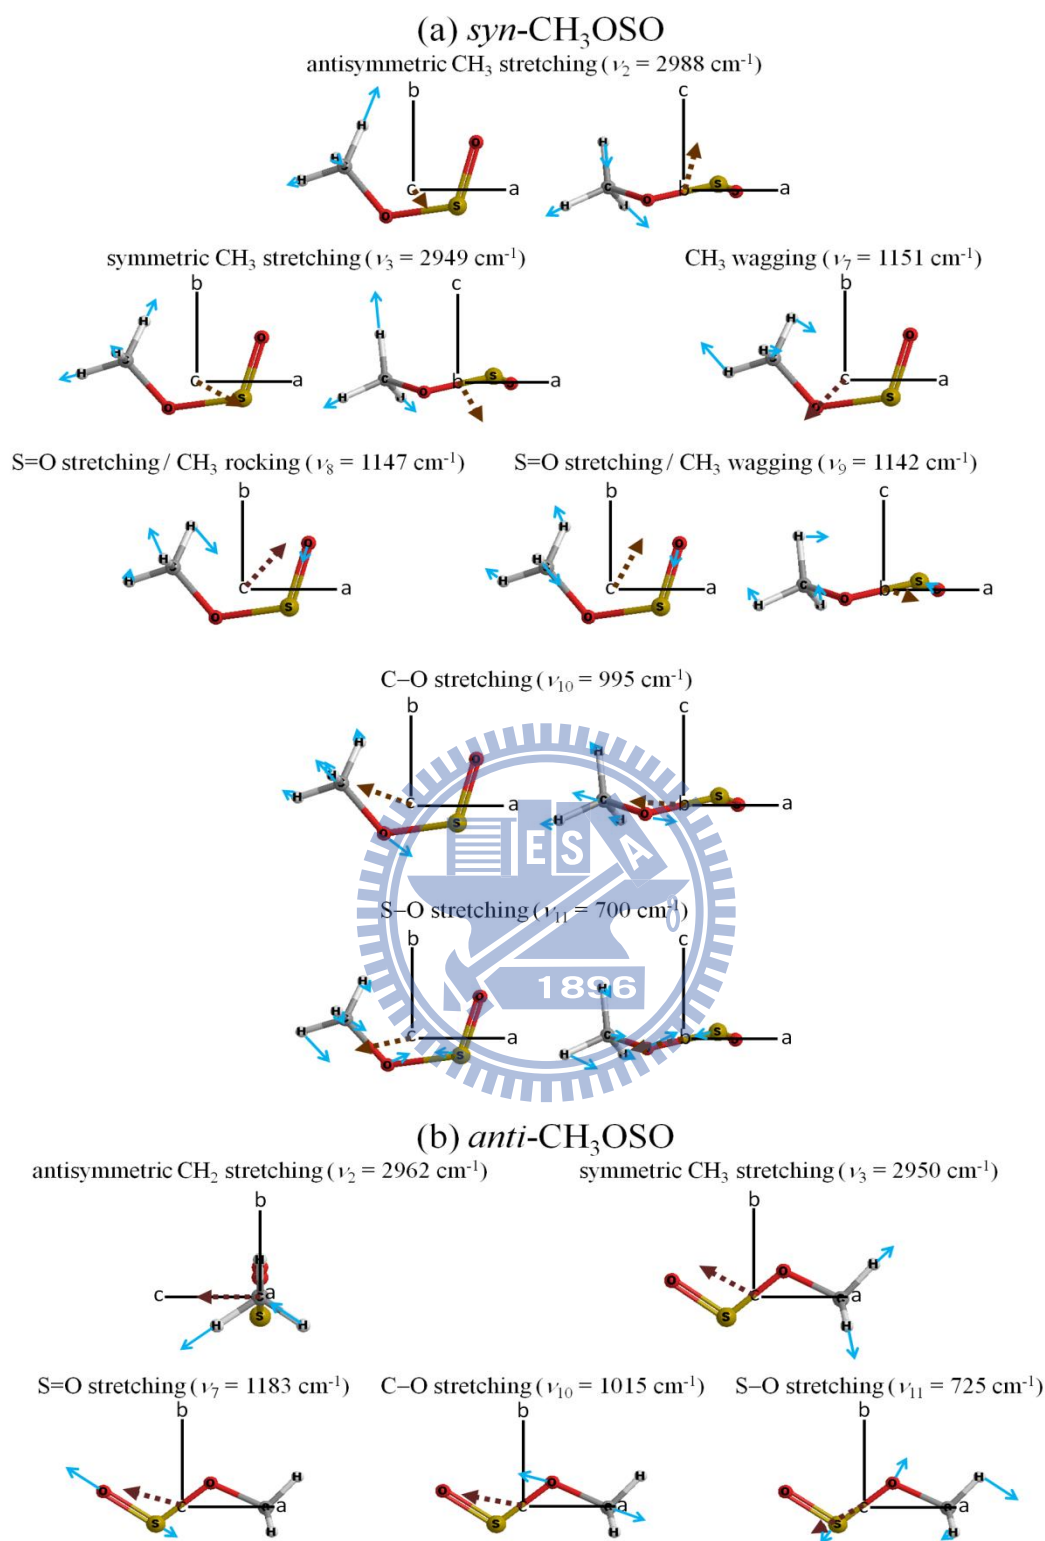 (a) syn-CH₃OSO
antisymmetric CH₃ stretching (ν₂ = 2988 cm⁻¹)
b
c
a
H
H
H
C
O
S
O
c
b
a
H
H
H
C
O
S
O
symmetric CH₃ stretching (ν₃ = 2949 cm⁻¹)
CH₃ wagging (ν₇ = 1151 cm⁻¹)
b
c
a
H
H
H
C
O
S
O
c
b
a
H
H
H
C
O
S
O
b
c
a
H
H
H
C
O
S
O
S=O stretching / CH₃ rocking (ν₈ = 1147 cm⁻¹)
S=O stretching / CH₃ wagging (ν₉ = 1142 cm⁻¹)
b
c
a
H
H
H
C
O
S
O
b
c
a
H
H
C
O
S
O
c
b
a
H
H
H
C
O
S
O
C–O stretching (ν₁₀ = 995 cm⁻¹)
b
c
a
H
H
H
C
O
S
O
c
b
a
H
H
H
C
O
S
O
ES
A
S–O stretching (ν₁₁ = 700 cm⁻¹)
b
c
a
H
H
H
C
O
S
O
c
b
a
H
H
H
C
O
S
O
1896
(b) anti-CH₃OSO
antisymmetric CH₂ stretching (ν₂ = 2962 cm⁻¹)
symmetric CH₃ stretching (ν₃ = 2950 cm⁻¹)
b
c
a
H
H
H
C
S
b
c
a
H
H
C
O
S
O
S=O stretching (ν₇ = 1183 cm⁻¹)
C–O stretching (ν₁₀ = 1015 cm⁻¹)
S–O stretching (ν₁₁ = 725 cm⁻¹)
b
c
a
O
S
O
C
H
H
b
c
a
O
S
O
C
H
H
b
c
a
O
S
O
C
H
H